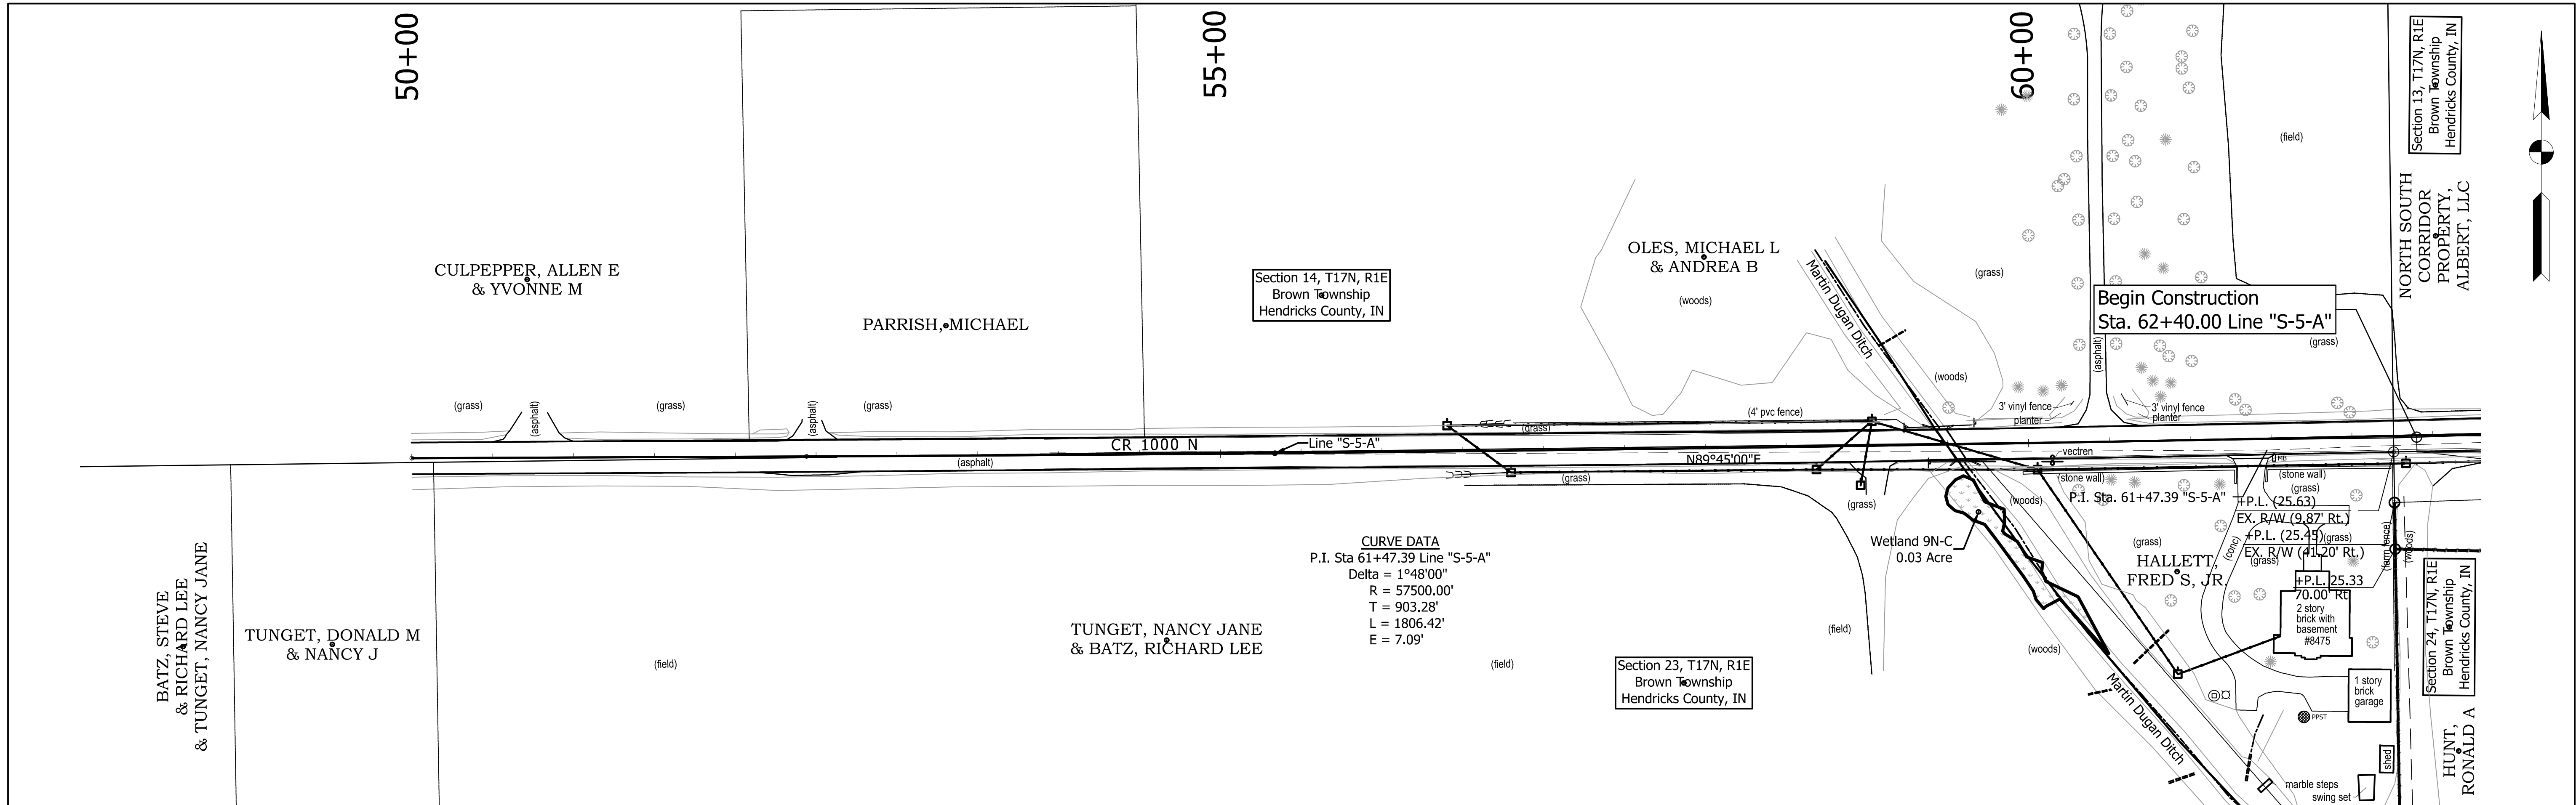 50+00
55+00
60+00
Section 13, T17N, R1E
Brown Township
Hendricks County, IN
(field)
NORTH SOUTH
CORRIDOR
PROPERTY,
ALBERT, LLC
CULPEPPER, ALLEN E
& YVONNE M
PARRISH, MICHAEL
Section 14, T17N, R1E
Brown Township
Hendricks County, IN
OLES, MICHAEL L
& ANDREA B
(woods)
Martin Dugan Ditch
(grass)
Begin Construction
Sta. 62+40.00 Line "S-5-A"
(grass)
(asphalt)
(woods)
(grass)
(asphalt)
(grass)
(asphalt)
(grass)
(4' pvc fence)
(grass)
3' vinyl fence
planter
3' vinyl fence
planter
CR 1000 N
Line "S-5-A"
(asphalt)
N89°45'00"E
vectren
MB
(grass)
(grass)
(stone wall)
(stone wall)
(woods)
(grass)
P.I. Sta. 61+47.39 "S-5-A"
+P.L. (25.63)
EX. R/W (9.87' Rt.)
+P.L. (25.45)
(grass)
EX. R/W (41.20' Rt.)
(grass)
(conc)
(grass)
(farm fence)
(woods)
+P.L. 25.33
70.00' Rt
Wetland 9N-C
0.03 Acre
HALLETT,
FRED S, JR.
2 story
brick with
basement
#8475
CURVE DATA
P.I. Sta 61+47.39 Line "S-5-A"
Delta = 1°48'00"
R = 57500.00'
T = 903.28'
L = 1806.42'
E = 7.09'
Section 24, T17N, R1E
Brown Township
Hendricks County, IN
BATZ, STEVE
& RICHARD LEE
& TUNGET, NANCY JANE
TUNGET, DONALD M
& NANCY J
(field)
TUNGET, NANCY JANE
& BATZ, RICHARD LEE
(field)
Section 23, T17N, R1E
Brown Township
Hendricks County, IN
(field)
(woods)
Martin Dugan Ditch
1 story
brick
garage
PPST
shed
HUNT,
RONALD A
marble steps
swing set